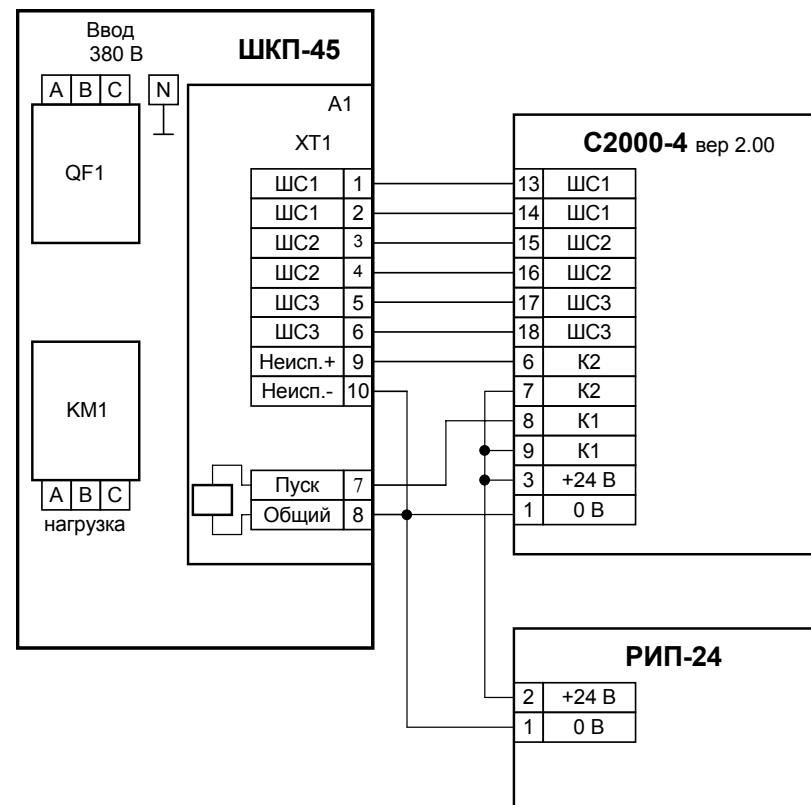 Ввод
380 В
ШКП-45
A B C N
QF1
A1
XT1
ШС1 1
ШС1 2
ШС2 3
ШС2 4
ШС3 5
ШС3 6
Неисп.+ 9
Неисп.- 10
Пуск 7
Общий 8
KM1
A B C
нагрузка
С2000-4 вер 2.00
13 ШС1
14 ШС1
15 ШС2
16 ШС2
17 ШС3
18 ШС3
6 К2
7 К2
8 К1
9 К1
3 +24 В
1 0 В
РИП-24
2 +24 В
1 0 В